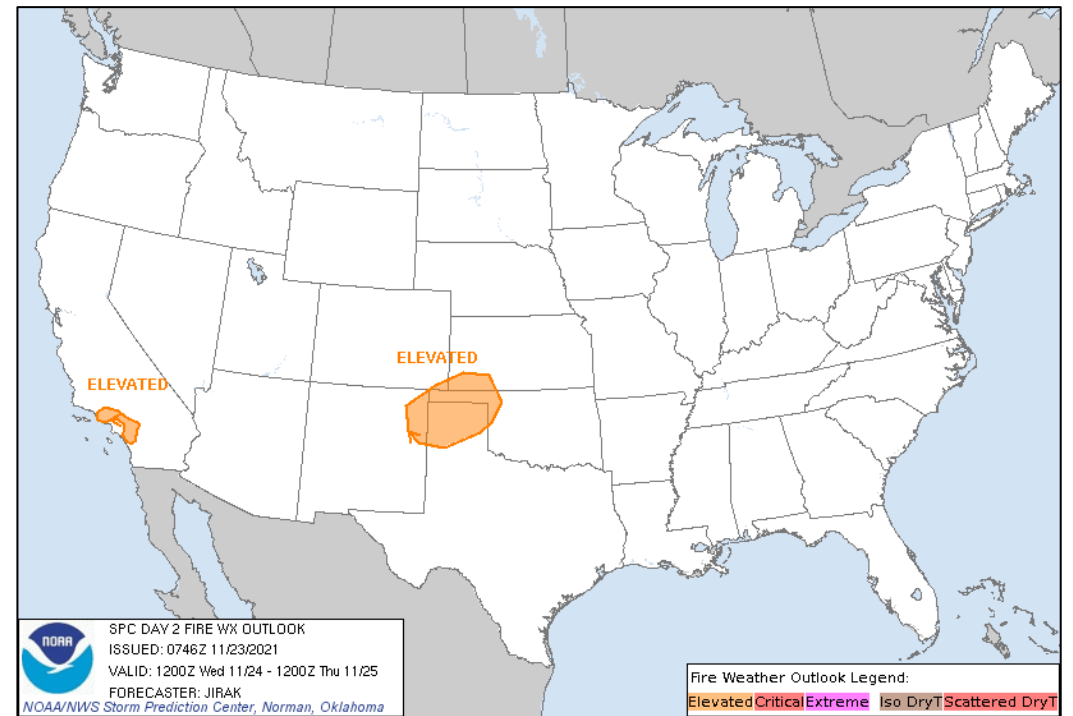 ELEVATED
ELEVATED
NOAA
SPC DAY 2 FIRE WX OUTLOOK
ISSUED: 0746Z 11/23/2021
VALID: 1200Z Wed 11/24 - 1200Z Thu 11/25
FORECASTER: JIRAK
NOAA/NWS Storm Prediction Center, Norman, Oklahoma
Fire Weather Outlook Legend:
Elevated Critical Extreme Iso DryT Scattered DryT